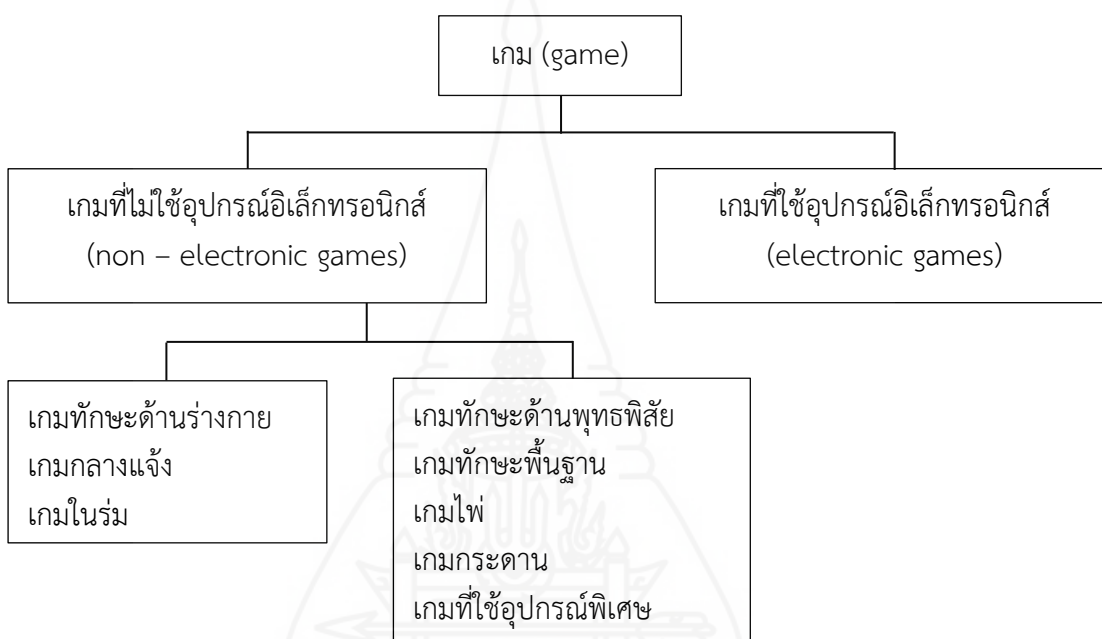 เกม (game)
เกมที่ไม่ใช้อุปกรณ์อิเล็กทรอนิกส์
(non – electronic games)
เกมที่ใช้อุปกรณ์อิเล็กทรอนิกส์
(electronic games)
เกมทักษะด้านร่างกาย
เกมกลางแจ้ง
เกมในร่ม
เกมทักษะด้านพุทธพิสัย
เกมทักษะพื้นฐาน
เกมไพ่
เกมกระดาน
เกมที่ใช้อุปกรณ์พิเศษ